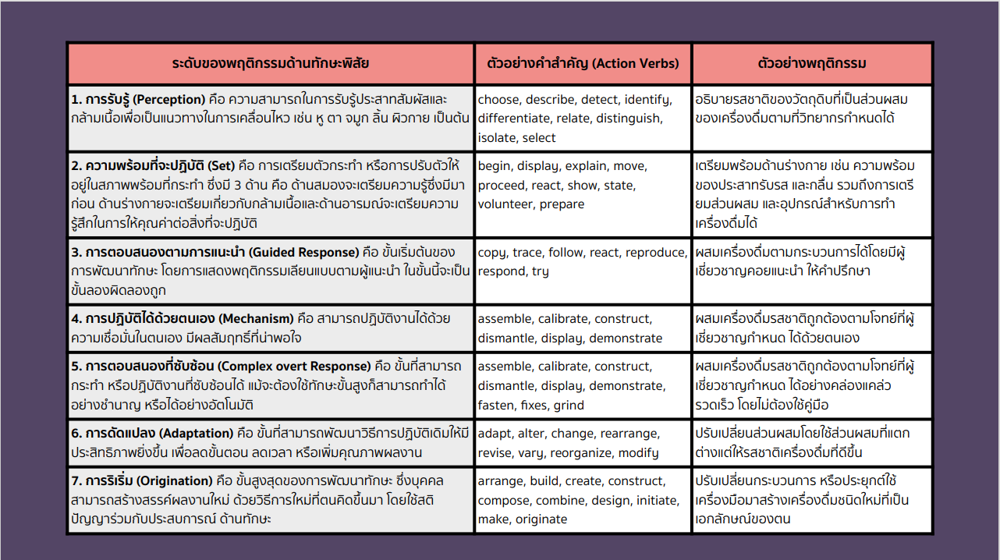 ระดับของพฤติกรรมด้านทักษะพิสัย
ตัวอย่างคำสำคัญ (Action Verbs)
ตัวอย่างพฤติกรรม
1. การรับรู้ (Perception) คือ ความสามารถในการรับรู้ประสาทสัมผัสและ
กล้ามเนื้อเพื่อเป็นแนวทางในการเคลื่อนไหว เช่น หู ตา จมูก ลิ้น ผิวกาย เป็นต้น
choose, describe, detect, identify,
differentiate, relate, distinguish,
isolate, select
อธิบายรสชาติของวัตถุดิบที่เป็นส่วนผสม
ของเครื่องดื่มตามที่วิทยากรกำหนดได้
2. ความพร้อมที่จะปฏิบัติ (Set) คือ การเตรียมตัวกระทำ หรือการปรับตัวให้
อยู่ในสภาพพร้อมที่กระทำ ซึ่งมี 3 ด้าน คือ ด้านสมองจะเตรียมความรู้ซึ่งมีมา
ก่อน ด้านร่างกายจะเตรียมเกี่ยวกับกล้ามเนื้อและด้านอารมณ์จะเตรียมความ
รู้สึกในการให้คุณค่าต่อสิ่งที่จะปฏิบัติ
begin, display, explain, move,
proceed, react, show, state,
volunteer, prepare
เตรียมพร้อมด้านร่างกาย เช่น ความพร้อม
ของประสาทรับรส และกลิ่น รวมถึงการเตรี
ยมส่วนผสม และอุปกรณ์สำหรับการทำ
เครื่องดื่มได้
3. การตอบสนองตามการแนะนำ (Guided Response) คือ ขั้นเริ่มต้นของ
การพัฒนาทักษะ โดยการแสดงพฤติกรรมเลียนแบบตามผู้แนะนำ ในขั้นนี้จะเป็น
ขั้นลองผิดลองถูก
copy, trace, follow, react, reproduce,
respond, try
ผสมเครื่องดื่มตามกระบวนการได้โดยมีผู้
เชี่ยวชาญคอยแนะนำ ให้คำปรึกษา
4. การปฏิบัติได้ด้วยตนเอง (Mechanism) คือ สามารถปฏิบัติงานได้ด้วย
ความเชื่อมั่นในตนเอง มีผลสัมฤทธิ์ที่น่าพอใจ
assemble, calibrate, construct,
dismantle, display, demonstrate
ผสมเครื่องดื่มรสชาติถูกต้องตามโจทย์ที่ผู้
เชี่ยวชาญกำหนด ได้ด้วยตนเอง
5. การตอบสนองที่ซับซ้อน (Complex overt Response) คือ ขั้นที่สามารถ
กระทำ หรือปฏิบัติงานที่ซับซ้อนได้ แม้จะต้องใช้ทักษะขั้นสูงก็สามารถทำได้
อย่างชำนาญ หรือได้อย่างอัตโนมัติ
assemble, calibrate, construct,
dismantle, display, demonstrate,
fasten, fixes, grind
ผสมเครื่องดื่มรสชาติถูกต้องตามโจทย์ที่ผู้
เชี่ยวชาญกำหนด ได้อย่างคล่องแคล่ว
รวดเร็ว โดยไม่ต้องใช้คู่มือ
6. การดัดแปลง (Adaptation) คือ ขั้นที่สามารถพัฒนาวิธีการปฏิบัติเดิมให้มี
ประสิทธิภาพยิ่งขึ้น เพื่อลดขั้นตอน ลดเวลา หรือเพิ่มคุณภาพผลงาน
adapt, alter, change, rearrange,
revise, vary, reorganize, modify
ปรับเปลี่ยนส่วนผสมโดยใช้ส่วนผสมที่แตก
ต่างแต่ให้รสชาติเครื่องดื่มที่ดีขึ้น
7. การริเริ่ม (Origination) คือ ขั้นสูงสุดของการพัฒนาทักษะ ซึ่งบุคคล
สามารถสร้างสรรค์ผลงานใหม่ ด้วยวิธีการใหม่ที่ตนคิดขึ้นมา โดยใช้สติ
ปัญญาร่วมกับประสบการณ์ ด้านทักษะ
arrange, build, create, construct,
compose, combine, design, initiate,
make, originate
ปรับเปลี่ยนกระบวนการ หรือประยุกต์ใช้
เครื่องมือมาสร้างเครื่องดื่มชนิดใหม่ที่เป็น
เอกลักษณ์ของตน